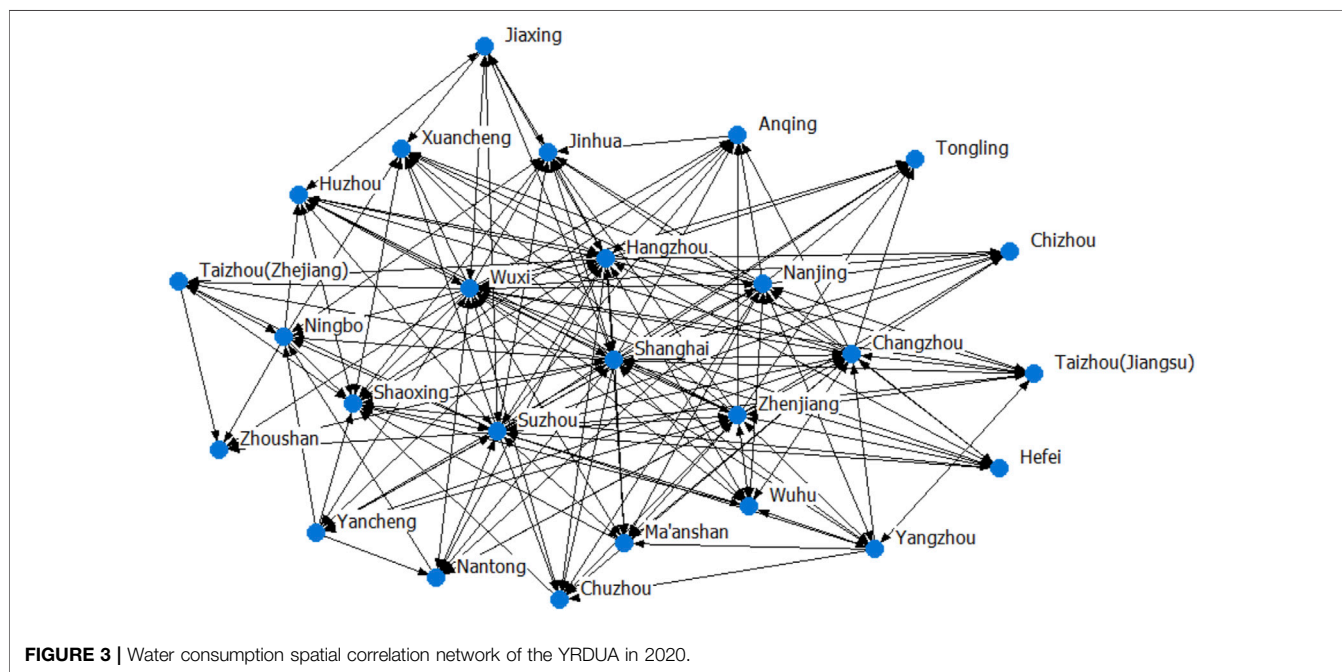 Jiaxing
Anqing
Xuancheng
Jinhua
Tongling
Huzhou
Hangzhou
Chizhou
Taizhou(Zhejiang)
Wuxi
Nanjing
Ningbo
Shanghai
Changzhou
Taizhou(Jiangsu)
Shaoxing
Zhenjiang
Suzhou
Zhoushan
Hefei
Wuhu
Yancheng
Ma'anshan
Yangzhou
Nantong
Chuzhou
FIGURE 3 | Water consumption spatial correlation network of the YRDUA in 2020.